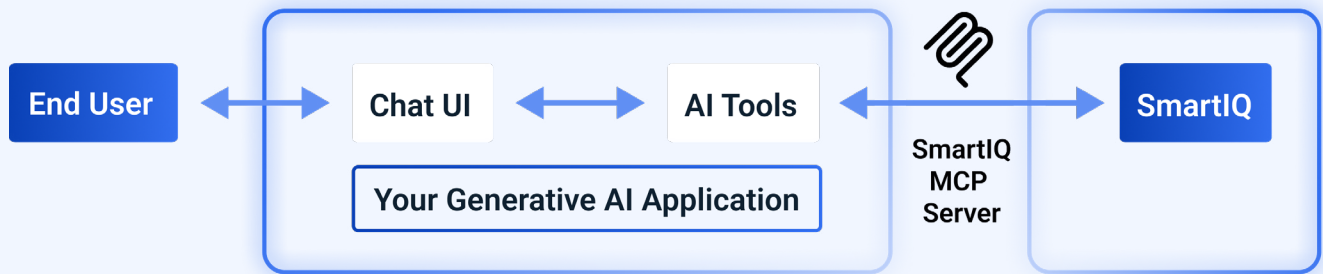 End User
Chat UI
AI Tools
Your Generative AI Application
SmartIQ
MCP
Server
SmartIQ